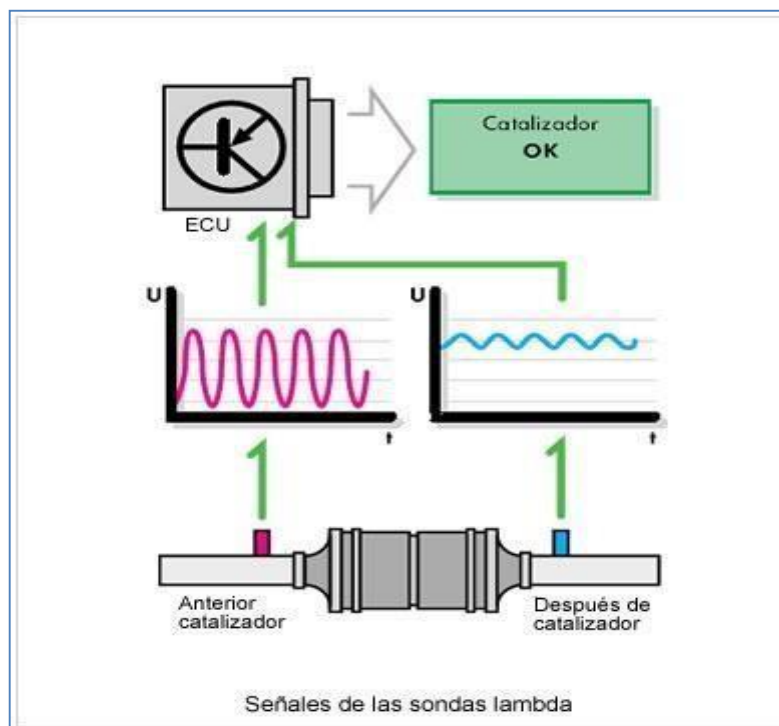 Catalizador
OK
ECU
U
U
t
t
Anterior
catalizador
Después de
catalizador
Señales de las sondas lambda